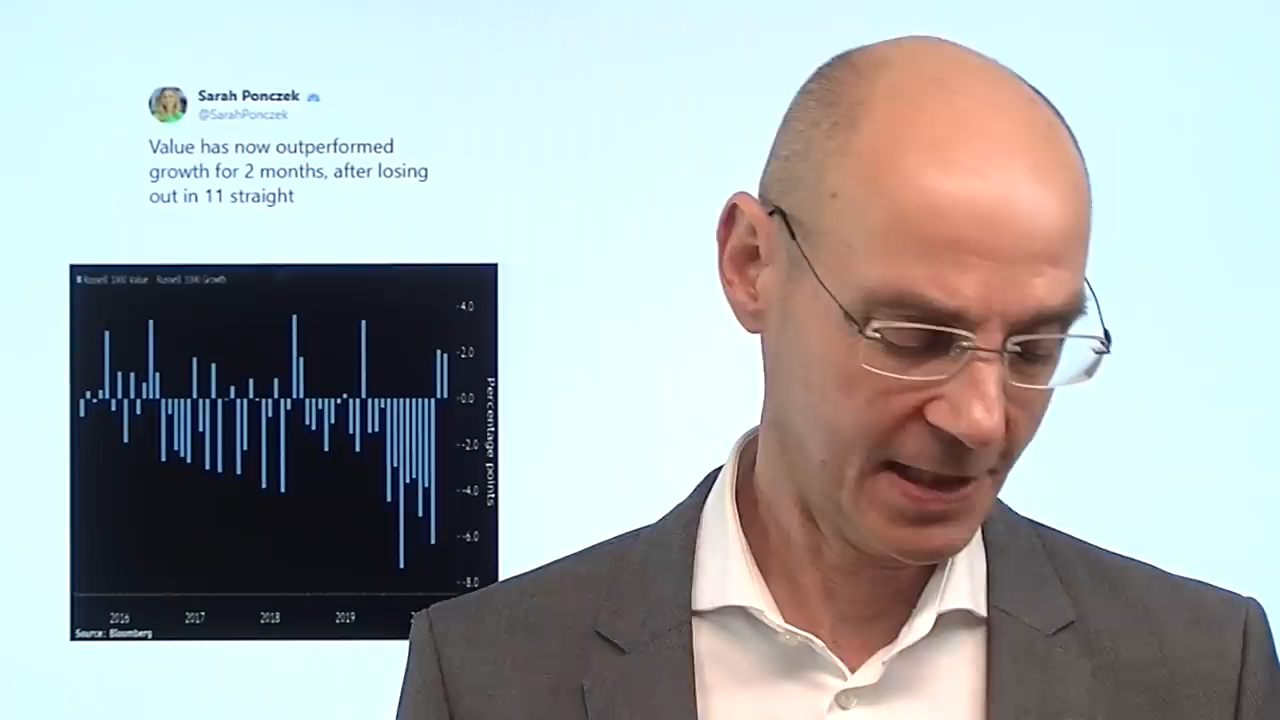 Sarah Ponczek
@SarahPonczek
Value has now outperformed
growth for 2 months, after losing
out in 11 straight
Russell 1000 Value - Russell 1000 Growth
4.0
2.0
0.0
-2.0
-4.0
-6.0
-8.0
Percentage points
2016 2017 2018 2019
Source: Bloomberg